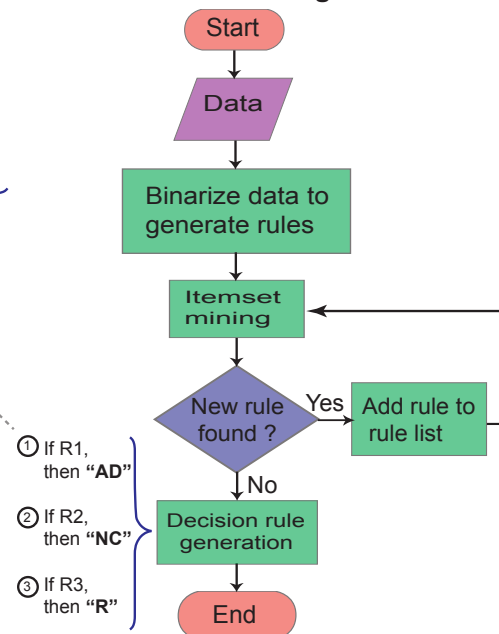 Start
Data
Binarize data to
generate rules
Itemset
mining
New rule
found ?
Yes
Add rule to
rule list
No
① If R1,
then “AD”
② If R2,
then “NC”
③ If R3,
then “R”
Decision rule
generation
End